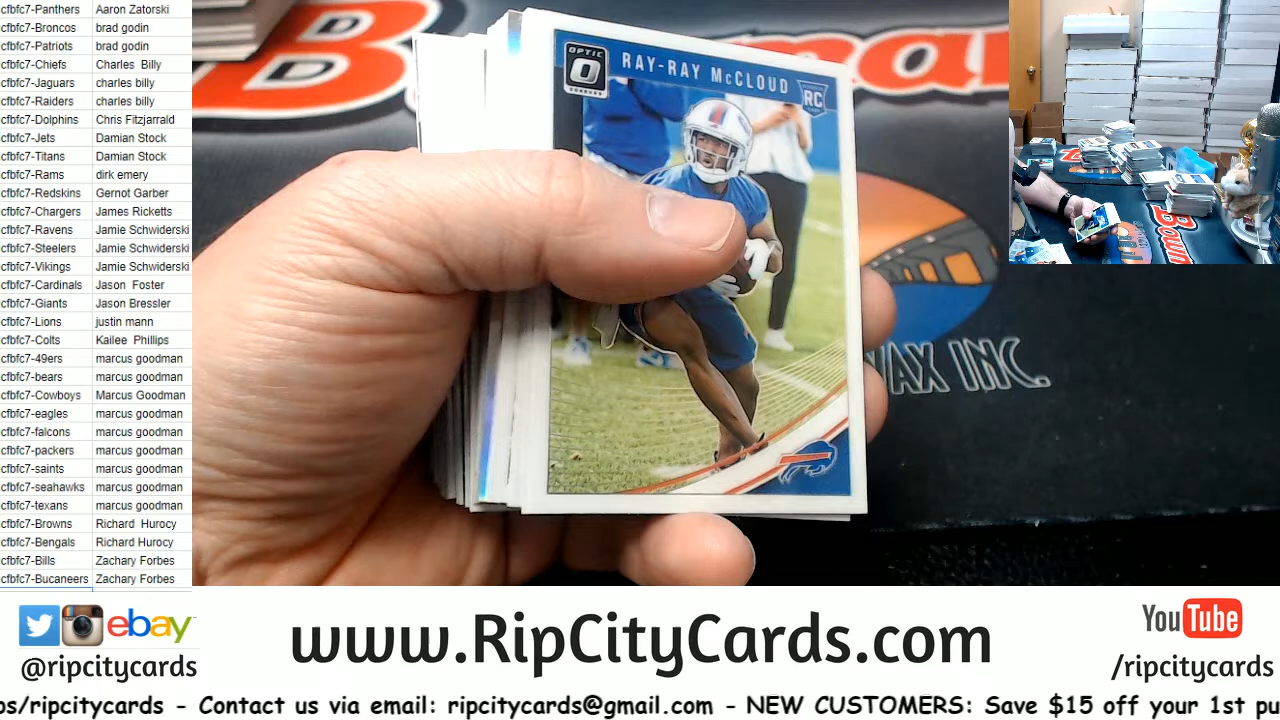 cfbfc7-Panthers Aaron Zatorski
cfbfc7-Broncos brad godin
cfbfc7-Patriots brad godin
cfbfc7-Chiefs Charles Billy
cfbfc7-Jaguars charles billy
cfbfc7-Raiders charles billy
cfbfc7-Dolphins Chris Fitzjarrald
cfbfc7-Jets Damian Stock
cfbfc7-Titans Damian Stock
cfbfc7-Rams dirk emery
cfbfc7-Redskins Gernot Garber
cfbfc7-Chargers James Ricketts
cfbfc7-Ravens Jamie Schwiderski
cfbfc7-Steelers Jamie Schwiderski
cfbfc7-Vikings Jamie Schwiderski
cfbfc7-Cardinals Jason Foster
cfbfc7-Giants Jason Bressler
cfbfc7-Lions justin mann
cfbfc7-Colts Kailee Phillips
cfbfc7-49ers marcus goodman
cfbfc7-bears marcus goodman
cfbfc7-Cowboys Marcus Goodman
cfbfc7-eagles marcus goodman
cfbfc7-falcons marcus goodman
cfbfc7-packers marcus goodman
cfbfc7-saints marcus goodman
cfbfc7-seahawks marcus goodman
cfbfc7-texans marcus goodman
cfbfc7-Browns Richard Hurocy
cfbfc7-Bengals Richard Hurocy
cfbfc7-Bills Zachary Forbes
cfbfc7-Bucaneers Zachary Forbes
OPTIC
RAY-RAY McCLOUD
RC
WAX INC.
ebay
@ripcitycards
www.RipCityCards.com
YouTube
/ripcitycards
os/ripcitycards - Contact us via email: ripcitycards@gmail.com - NEW CUSTOMERS: Save $15 off your 1st pu